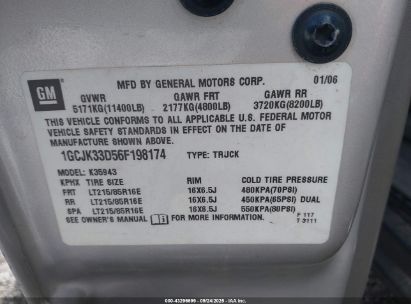 GM
MFD BY GENERAL MOTORS CORP. 01/06
GVWR GAWR FRT GAWR RR
5171KG(11400LB) 2177KG(4800LB) 3720KG(8200LB)
THIS VEHICLE CONFORMS TO ALL APPLICABLE U.S. FEDERAL MOTOR
VEHICLE SAFETY STANDARDS IN EFFECT ON THE DATE OF
MANUFACTURE SHOWN ABOVE.
1GCJK33D56F198174 TYPE: TRUCK
MODEL: K35943
KPHX TIRE SIZE RIM COLD TIRE PRESSURE
FRT LT215/85R16E 16X6.5J 480KPA(70PSI)
RR LT215/85R16E 16X6.5J 450KPA(65PSI) DUAL
SPA LT215/85R16E 16X6.5J 550KPA(80PSI)
SEE OWNER'S MANUAL FOR MORE INFORMATION.
F 117
T 3111